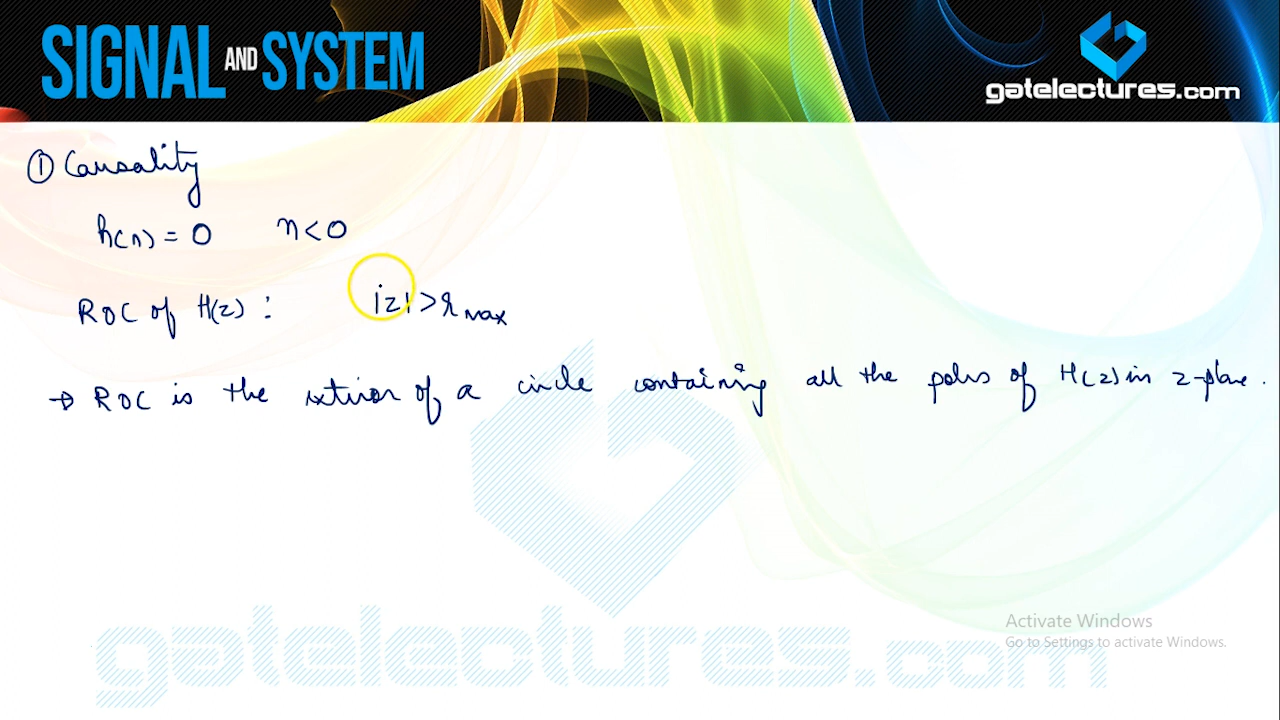 SIGNAL AND SYSTEM
gatelectures.com
① Causality
h(n) = 0 n < 0
ROC of H(z) : |z| > r max
→ ROC is the exterior of a circle containing all the poles of H(z) in z-plane.
Activate Windows
Go to Settings to activate Windows.
gatelectures.com